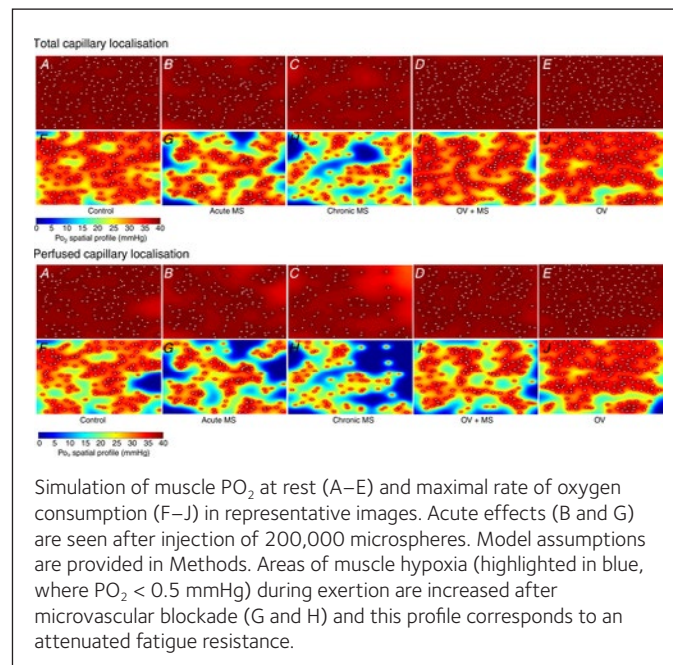 Total capillary localisation
A B C D E
F G H I J
Control Acute MS Chronic MS OV + MS OV
0 5 10 15 20 25 30 35 40
Po₂ spatial profile (mmHg)
Perfused capillary localisation
A B C D E
F G H I J
Control Acute MS Chronic MS OV + MS OV
0 5 10 15 20 25 30 35 40
Po₂ spatial profile (mmHg)
Simulation of muscle PO₂ at rest (A–E) and maximal rate of oxygen
consumption (F–J) in representative images. Acute effects (B and G)
are seen after injection of 200,000 microspheres. Model assumptions
are provided in Methods. Areas of muscle hypoxia (highlighted in blue,
where PO₂ < 0.5 mmHg) during exertion are increased after
microvascular blockade (G and H) and this profile corresponds to an
attenuated fatigue resistance.